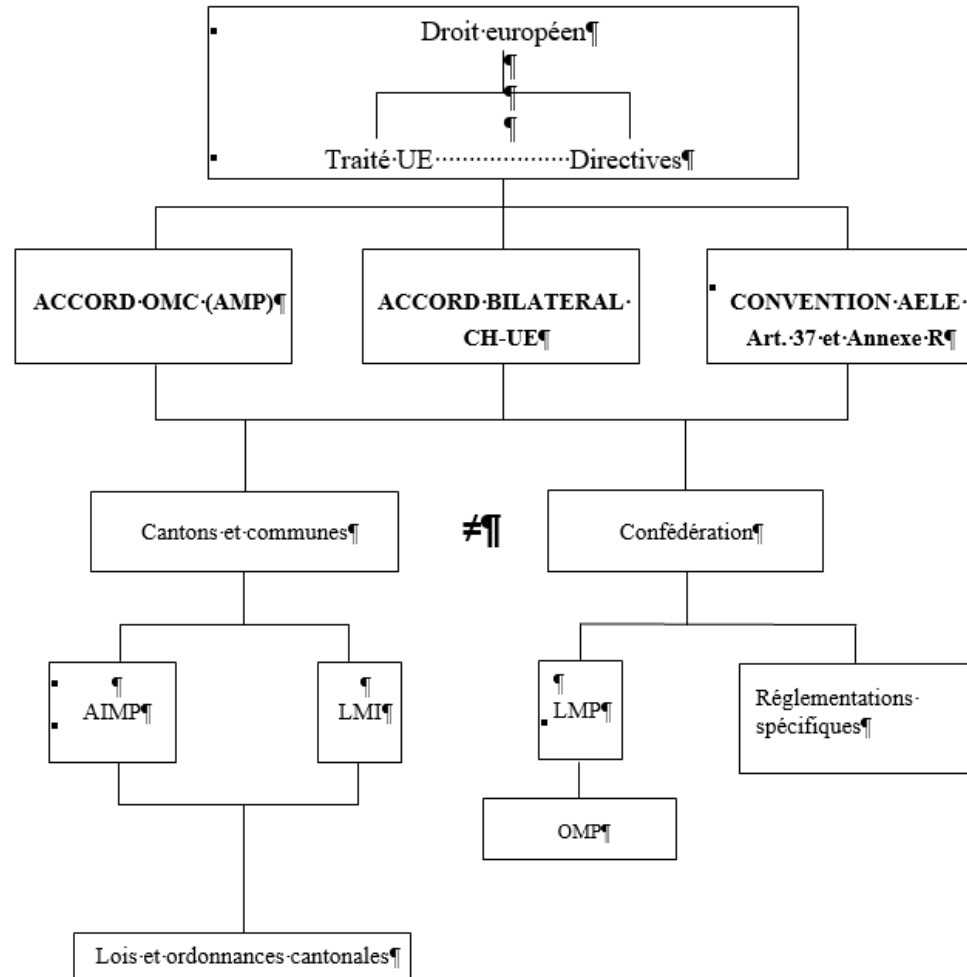 Droit·européen¶
¶
¶
¶
Traité·UE····················Directives¶
ACCORD·OMC·(AMP)¶
ACCORD·BILATERAL·
CH-UE¶
CONVENTION·AELE·
Art.·37·et·Annexe·R¶
Cantons·et·communes¶
≠¶
Confédération¶
¶
AIMP¶
¶
LMI¶
¶
LMP¶
Réglementations·
spécifiques¶
OMP¶
Lois·et·ordonnances·cantonales¶